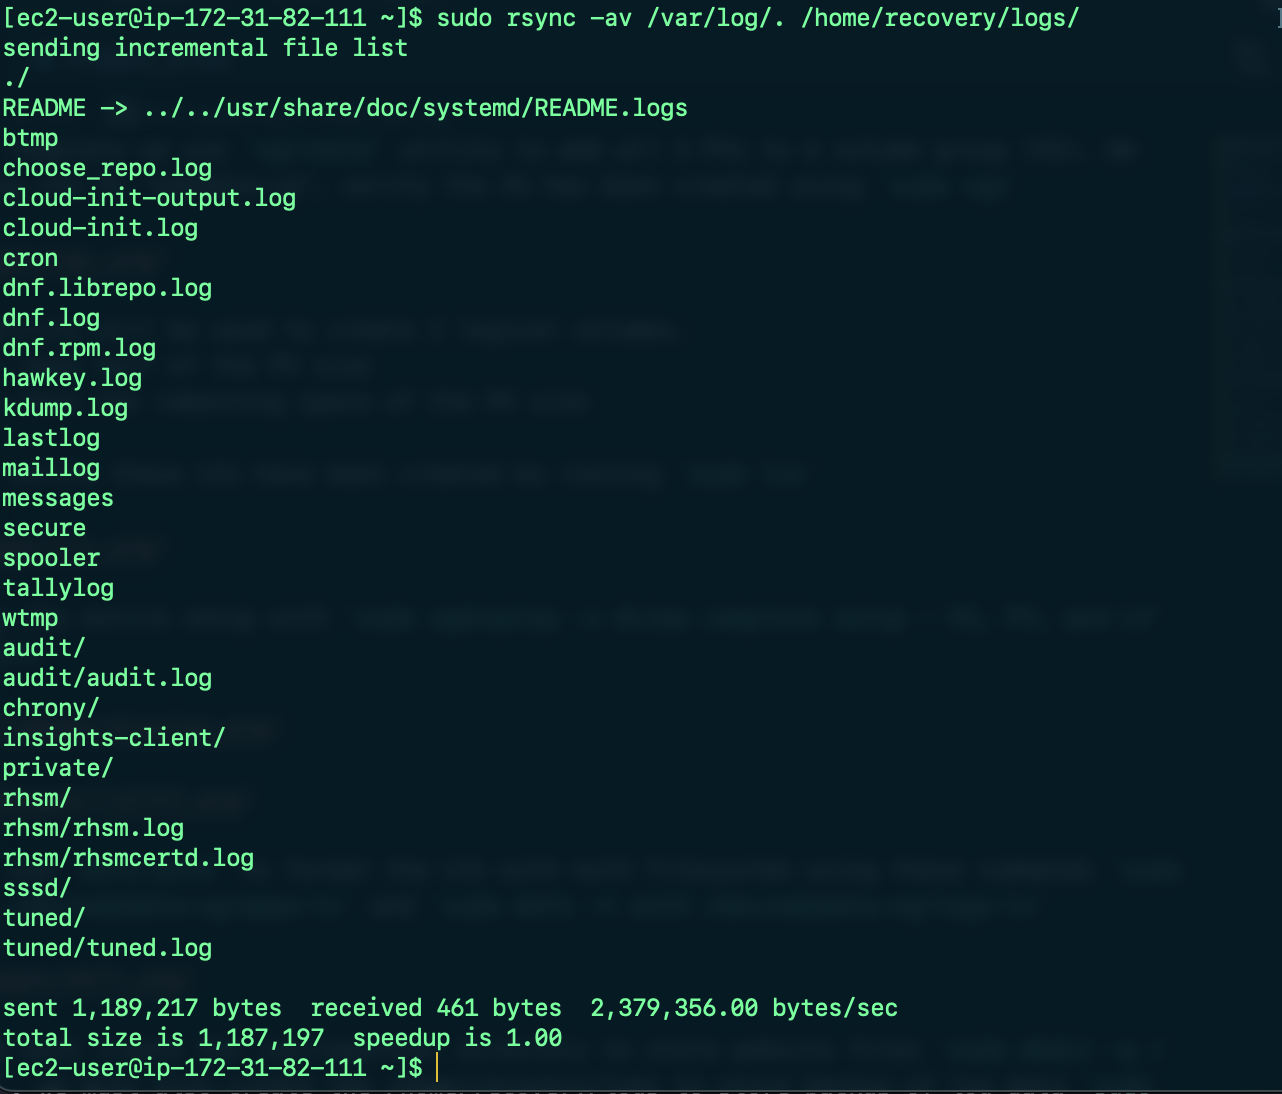 [ec2-user@ip-172-31-82-111 ~]$ sudo rsync -av /var/log/. /home/recovery/logs/
sending incremental file list
./
README -> ../../usr/share/doc/systemd/README.logs
btmp
choose_repo.log
cloud-init-output.log
cloud-init.log
cron
dnf.librepo.log
dnf.log
dnf.rpm.log
hawkey.log
kdump.log
lastlog
maillog
messages
secure
spooler
tallylog
wtmp
audit/
audit/audit.log
chrony/
insights-client/
private/
rhsm/
rhsm/rhsm.log
rhsm/rhsmcertd.log
sssd/
tuned/
tuned/tuned.log
sent 1,189,217 bytes  received 461 bytes  2,379,356.00 bytes/sec
total size is 1,187,197  speedup is 1.00
[ec2-user@ip-172-31-82-111 ~]$